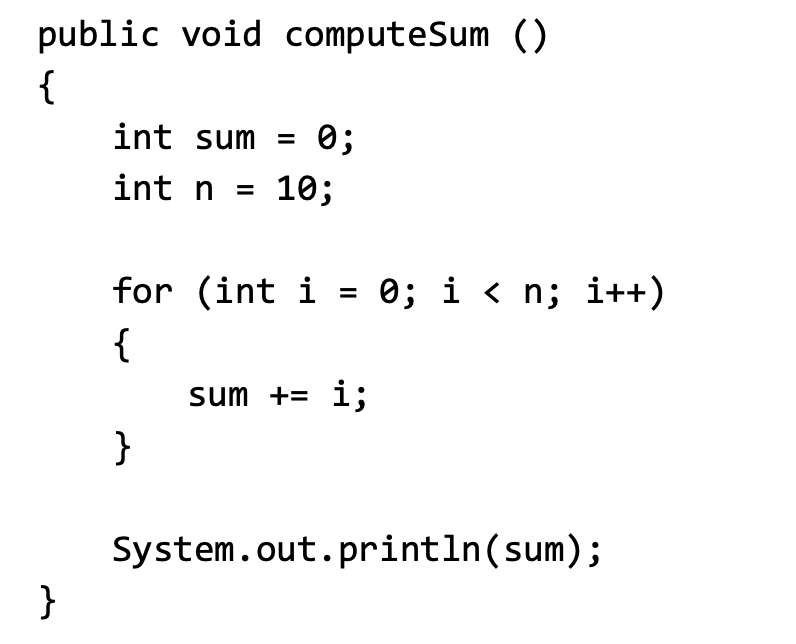 public void computeSum ()
{
    int sum = 0;
    int n = 10;

    for (int i = 0; i < n; i++)
    {
        sum += i;
    }

    System.out.println(sum);
}